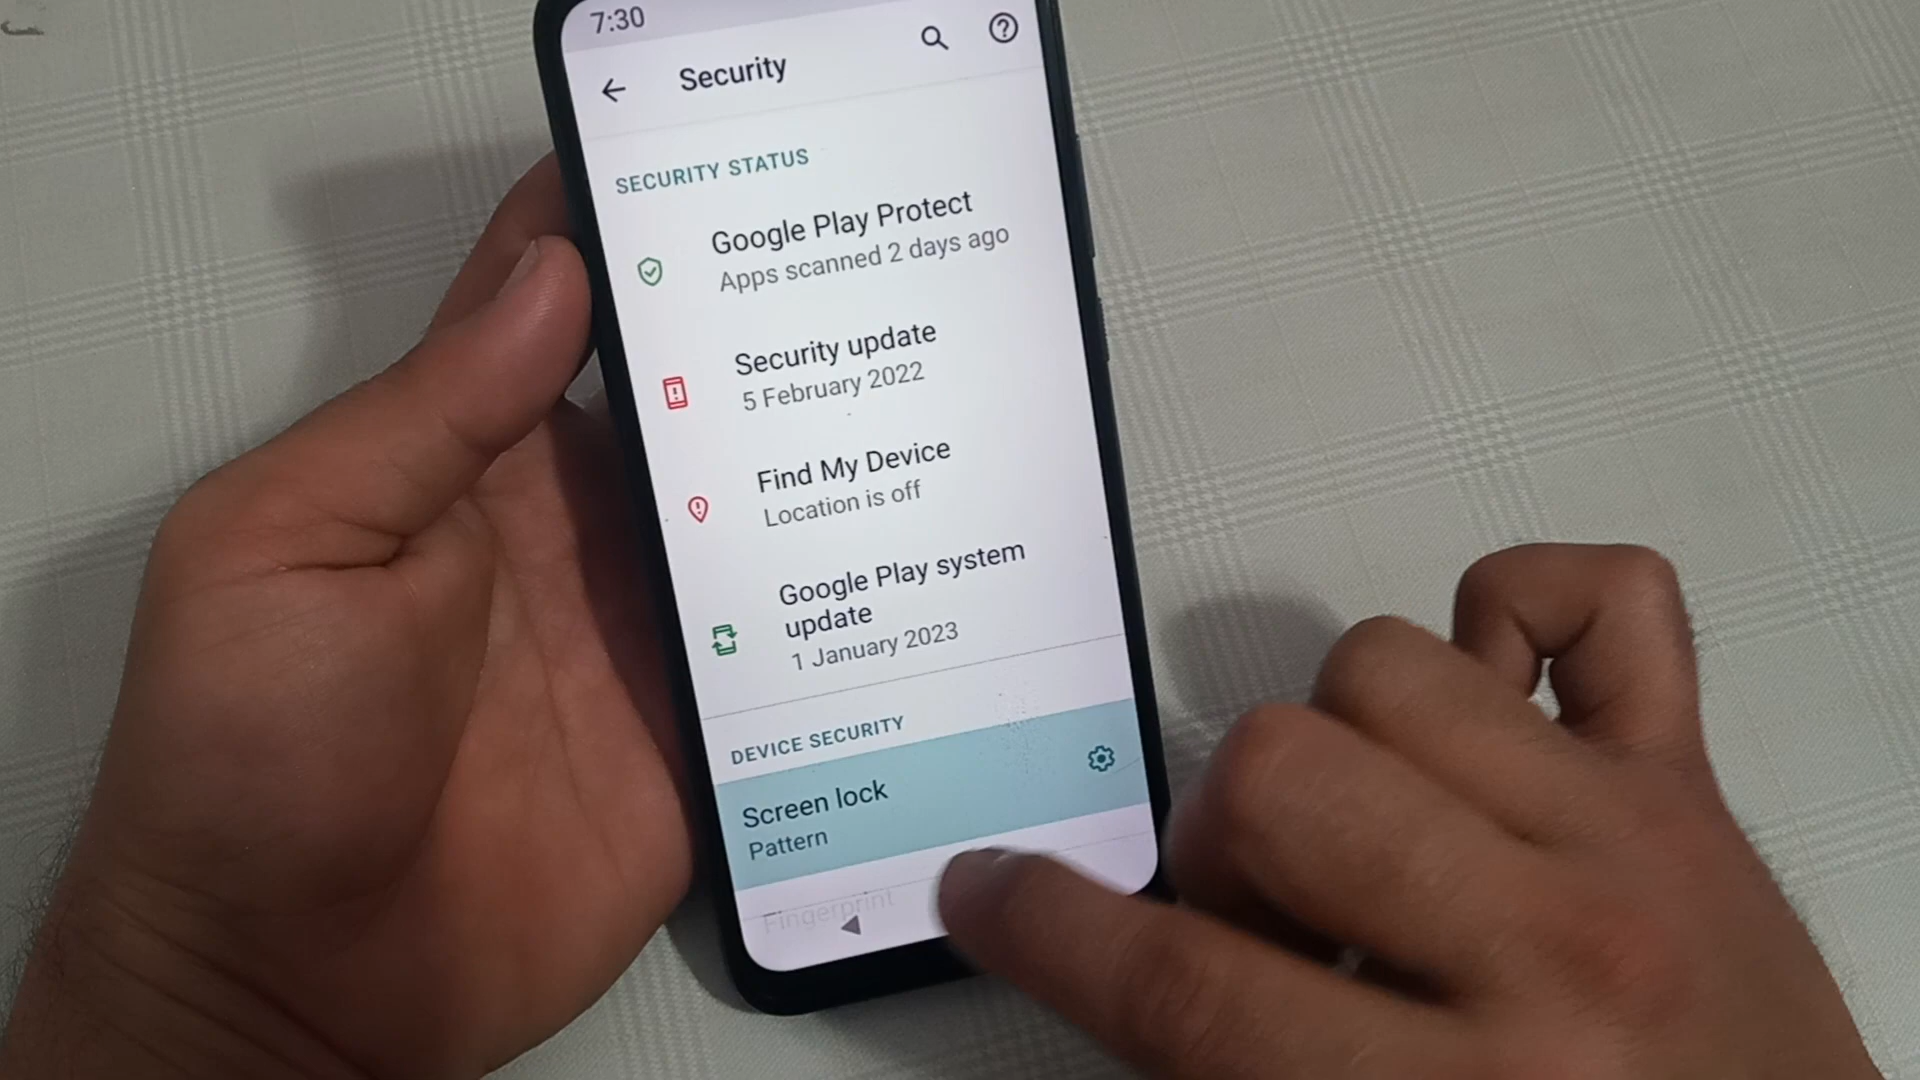 7:30
Security
SECURITY STATUS
Google Play Protect
Apps scanned 2 days ago
Security update
5 February 2022
Find My Device
Location is off
Google Play system
update
1 January 2023
DEVICE SECURITY
Screen lock
Pattern
Fingerprint